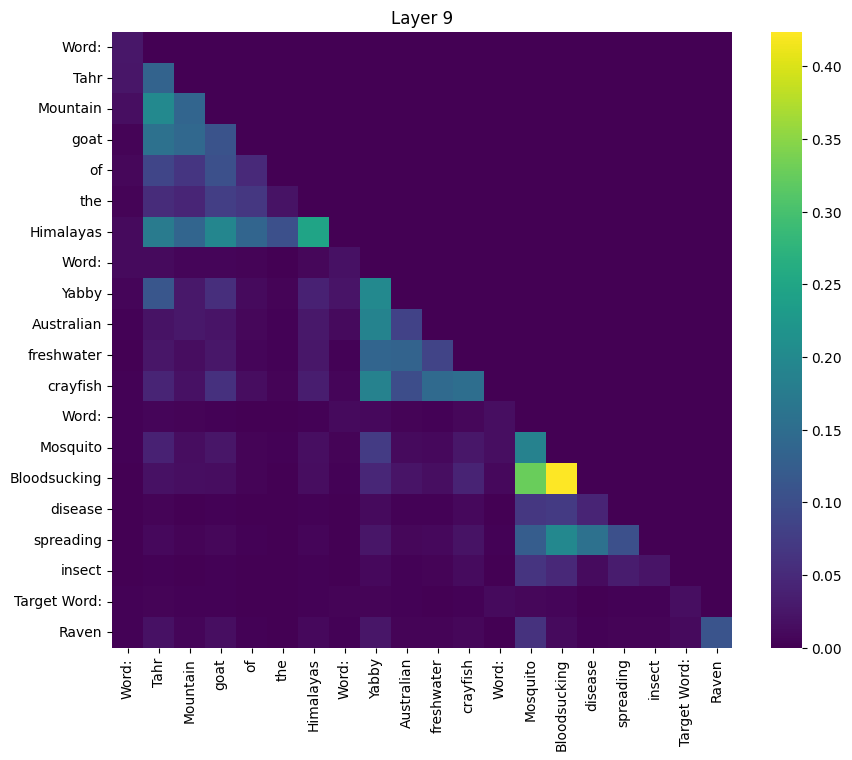 Layer 9
Word:
Tahr
Mountain
goat
of
the
Himalayas
Word:
Yabby
Australian
freshwater
crayfish
Word:
Mosquito
Bloodsucking
disease
spreading
insect
Target Word:
Raven
Word:
Tahr
Mountain
goat
of
the
Himalayas
Word:
Yabby
Australian
freshwater
crayfish
Word:
Mosquito
Bloodsucking
disease
spreading
insect
Target Word:
Raven
0.40
0.35
0.30
0.25
0.20
0.15
0.10
0.05
0.00